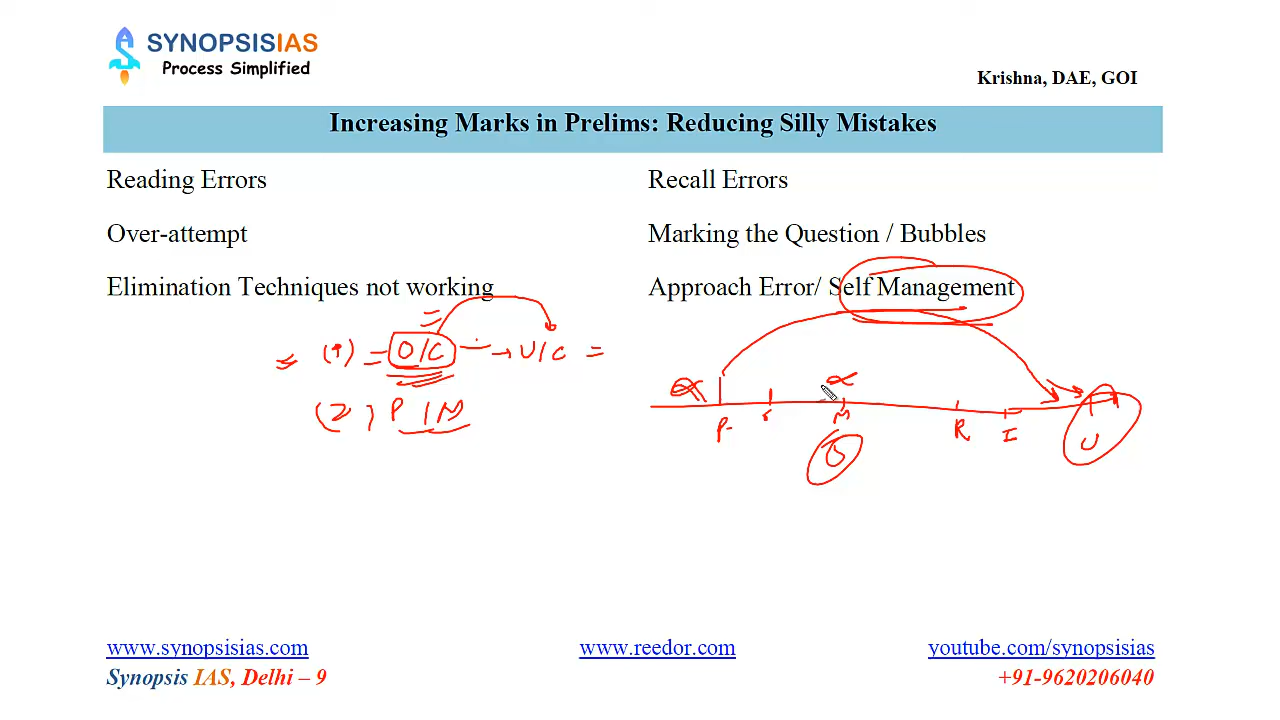 SYNOPSISIAS
Process Simplified
Krishna, DAE, GOI
Increasing Marks in Prelims: Reducing Silly Mistakes
Reading Errors
Recall Errors
Over-attempt
Marking the Question / Bubbles
Elimination Techniques not working
Approach Error/ Self Management
(1) = O/C → U/C =
(2) P/M
P M R I U
www.synopsisias.com
www.reedor.com
youtube.com/synopsisias
Synopsis IAS, Delhi – 9
+91-9620206040